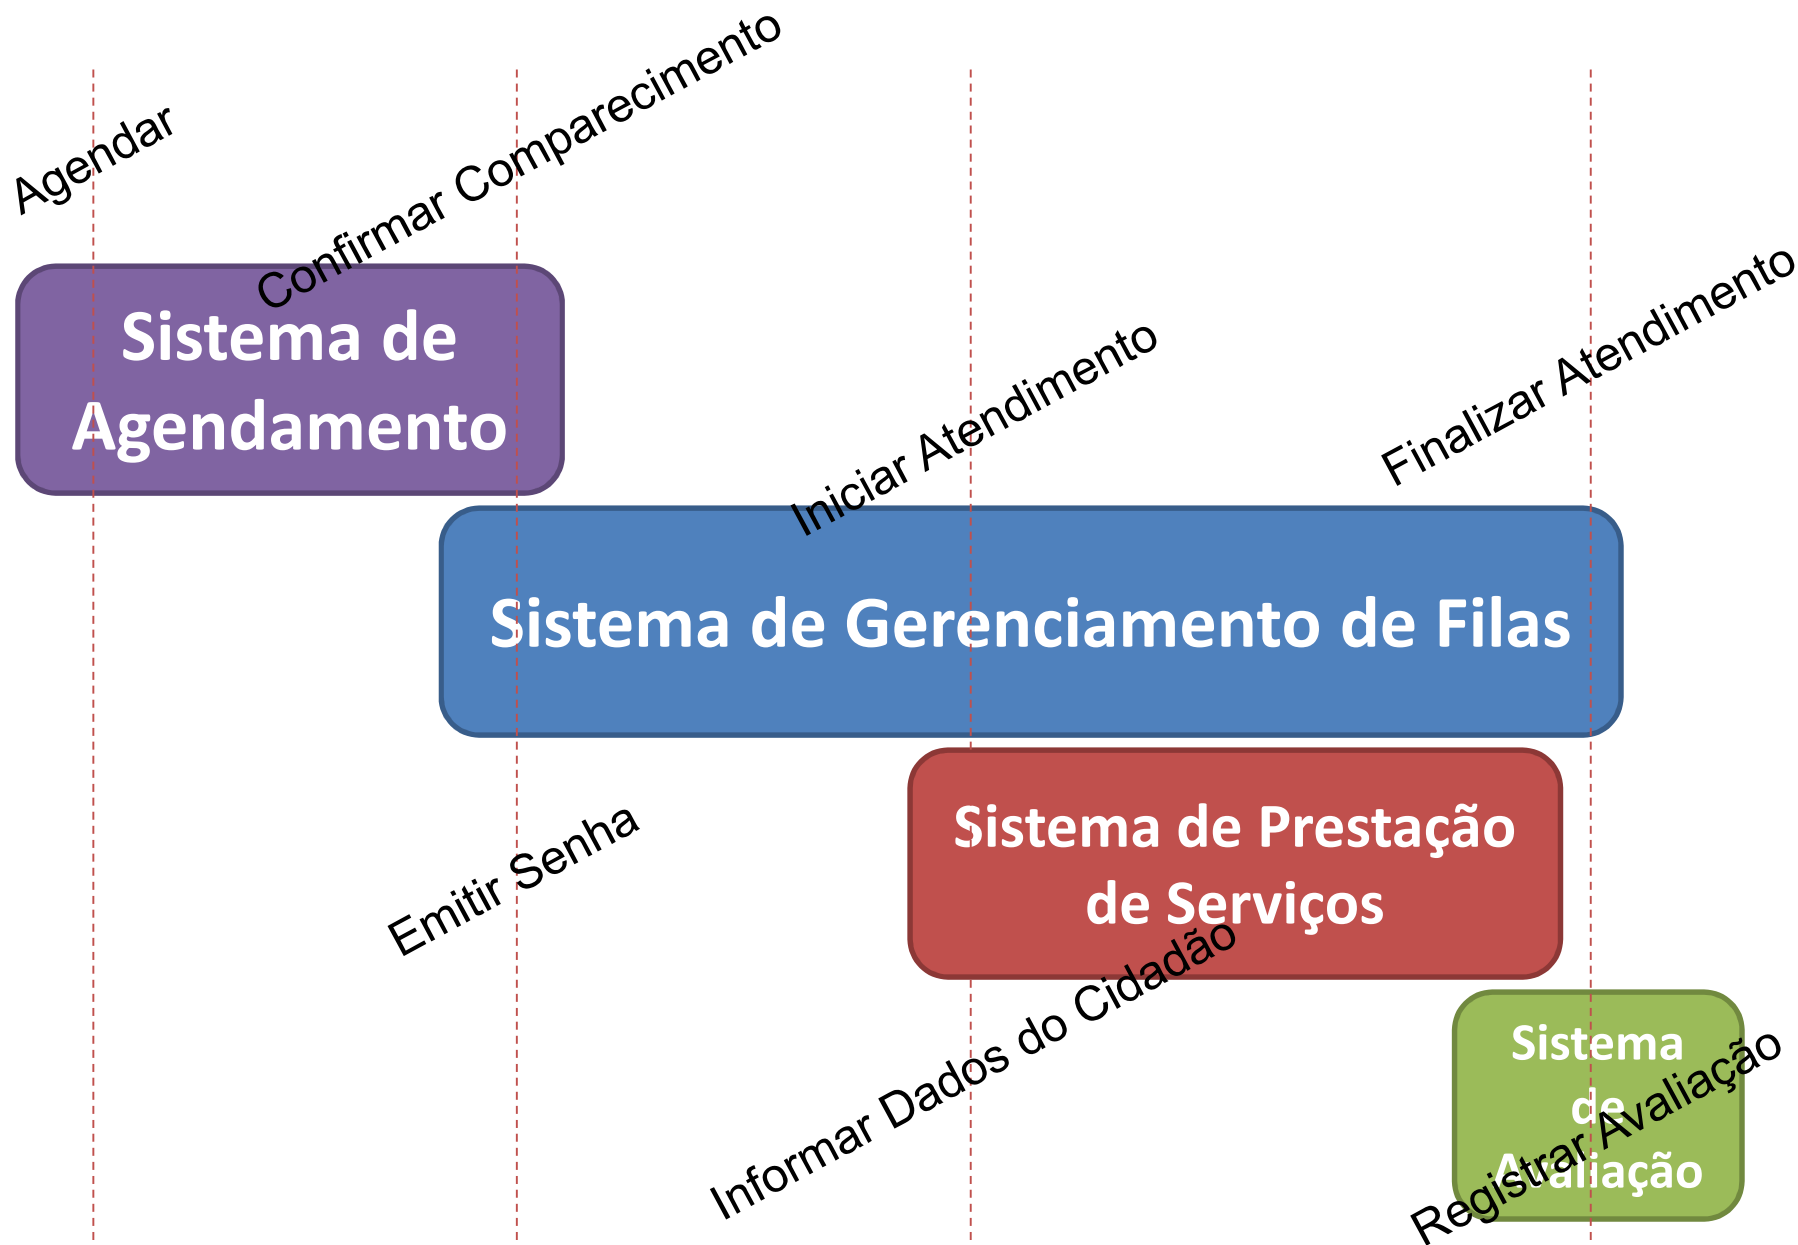 Agendar
Confirmar Comparecimento
Sistema de
Agendamento
Iniciar Atendimento
Finalizar Atendimento
Sistema de Gerenciamento de Filas
Emitir Senha
Sistema de Prestação
de Serviços
Informar Dados do Cidadão
Sistema
de
Avaliação
Registrar Avaliação